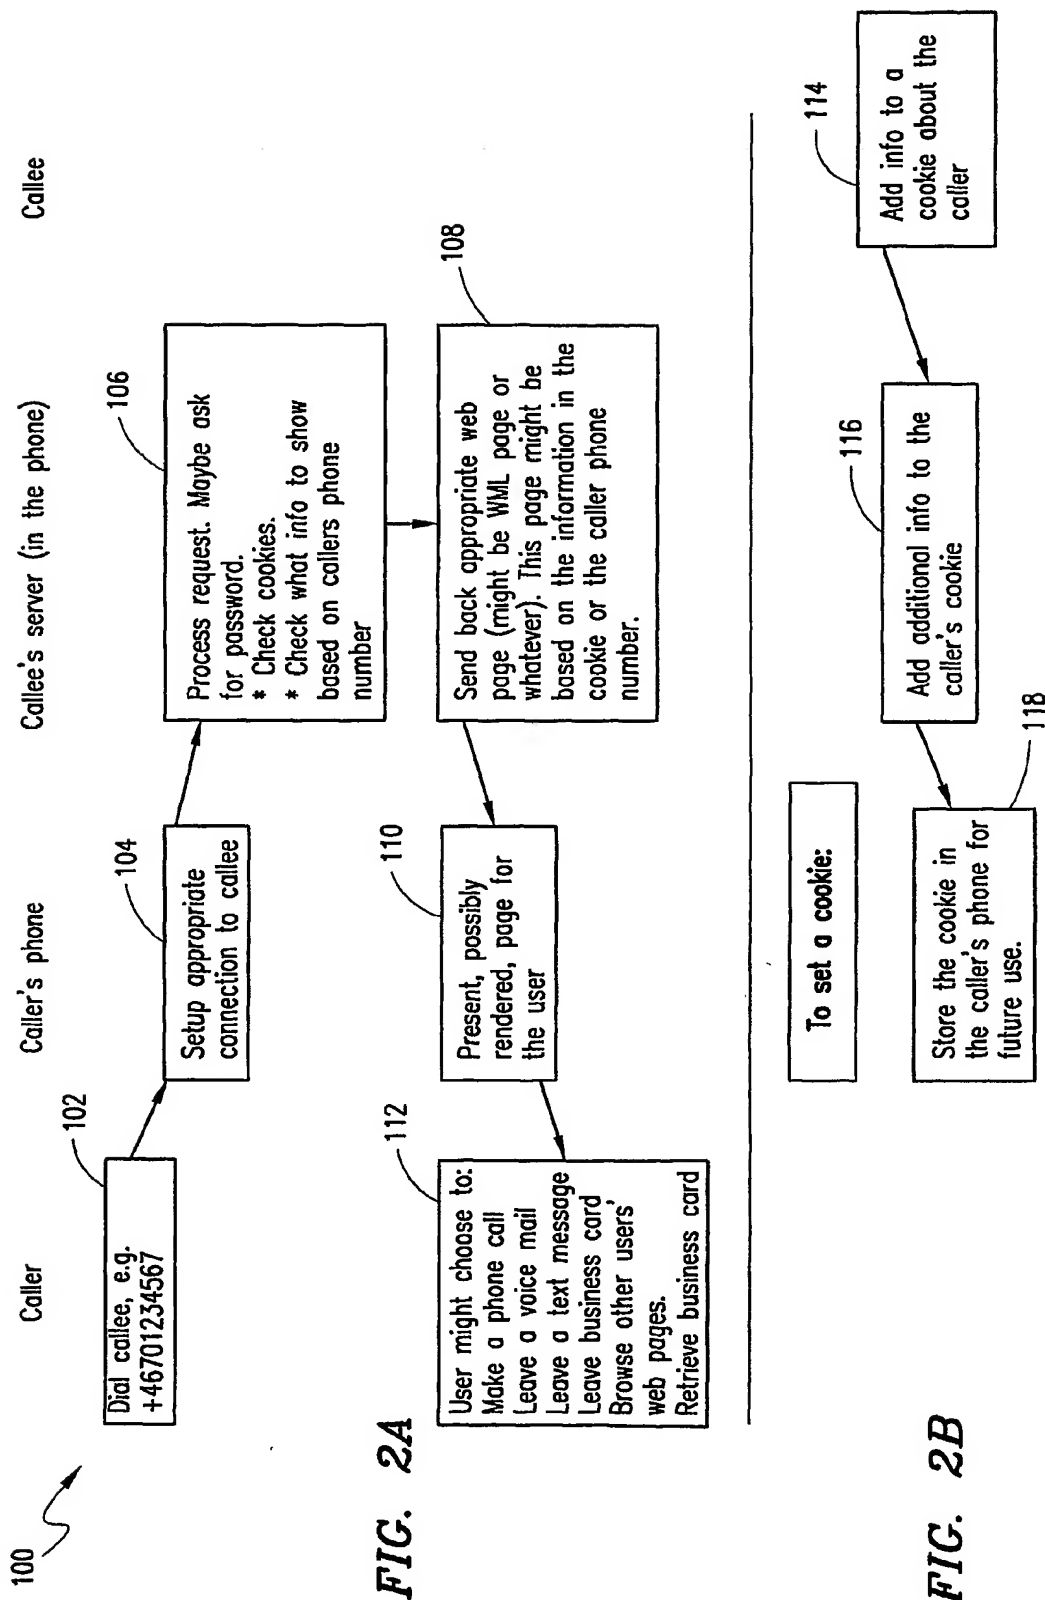 100
Caller
Caller's phone
Callee's server (in the phone)
Callee
102
Dial callee, e.g.
+46701234567
104
Setup appropriate
connection to callee
106
Process request. Maybe ask
for password.
* Check cookies.
* Check what info to show
based on callers phone
number
108
Send back appropriate web
page (might be WML page or
whatever). This page might be
based on the information in the
cookie or the caller phone
number.
110
Present, possibly
rendered, page for
the user
112
User might choose to:
Make a phone call
Leave a voice mail
Leave a text message
Leave business card
Browse other users'
web pages.
Retrieve business card
FIG. 2A
To set a cookie:
114
Add info to a
cookie about the
caller
116
Add additional info to the
caller's cookie
118
Store the cookie in
the caller's phone for
future use.
FIG. 2B